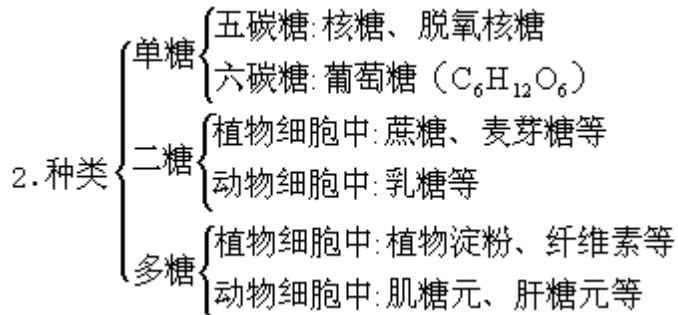 五碳糖:核糖、脱氧核糖
单糖
六碳糖:葡萄糖（C₆H₁₂O₆）
植物细胞中:蔗糖、麦芽糖等
2.种类
二糖
动物细胞中:乳糖等
植物细胞中:植物淀粉、纤维素等
多糖
动物细胞中:肌糖元、肝糖元等